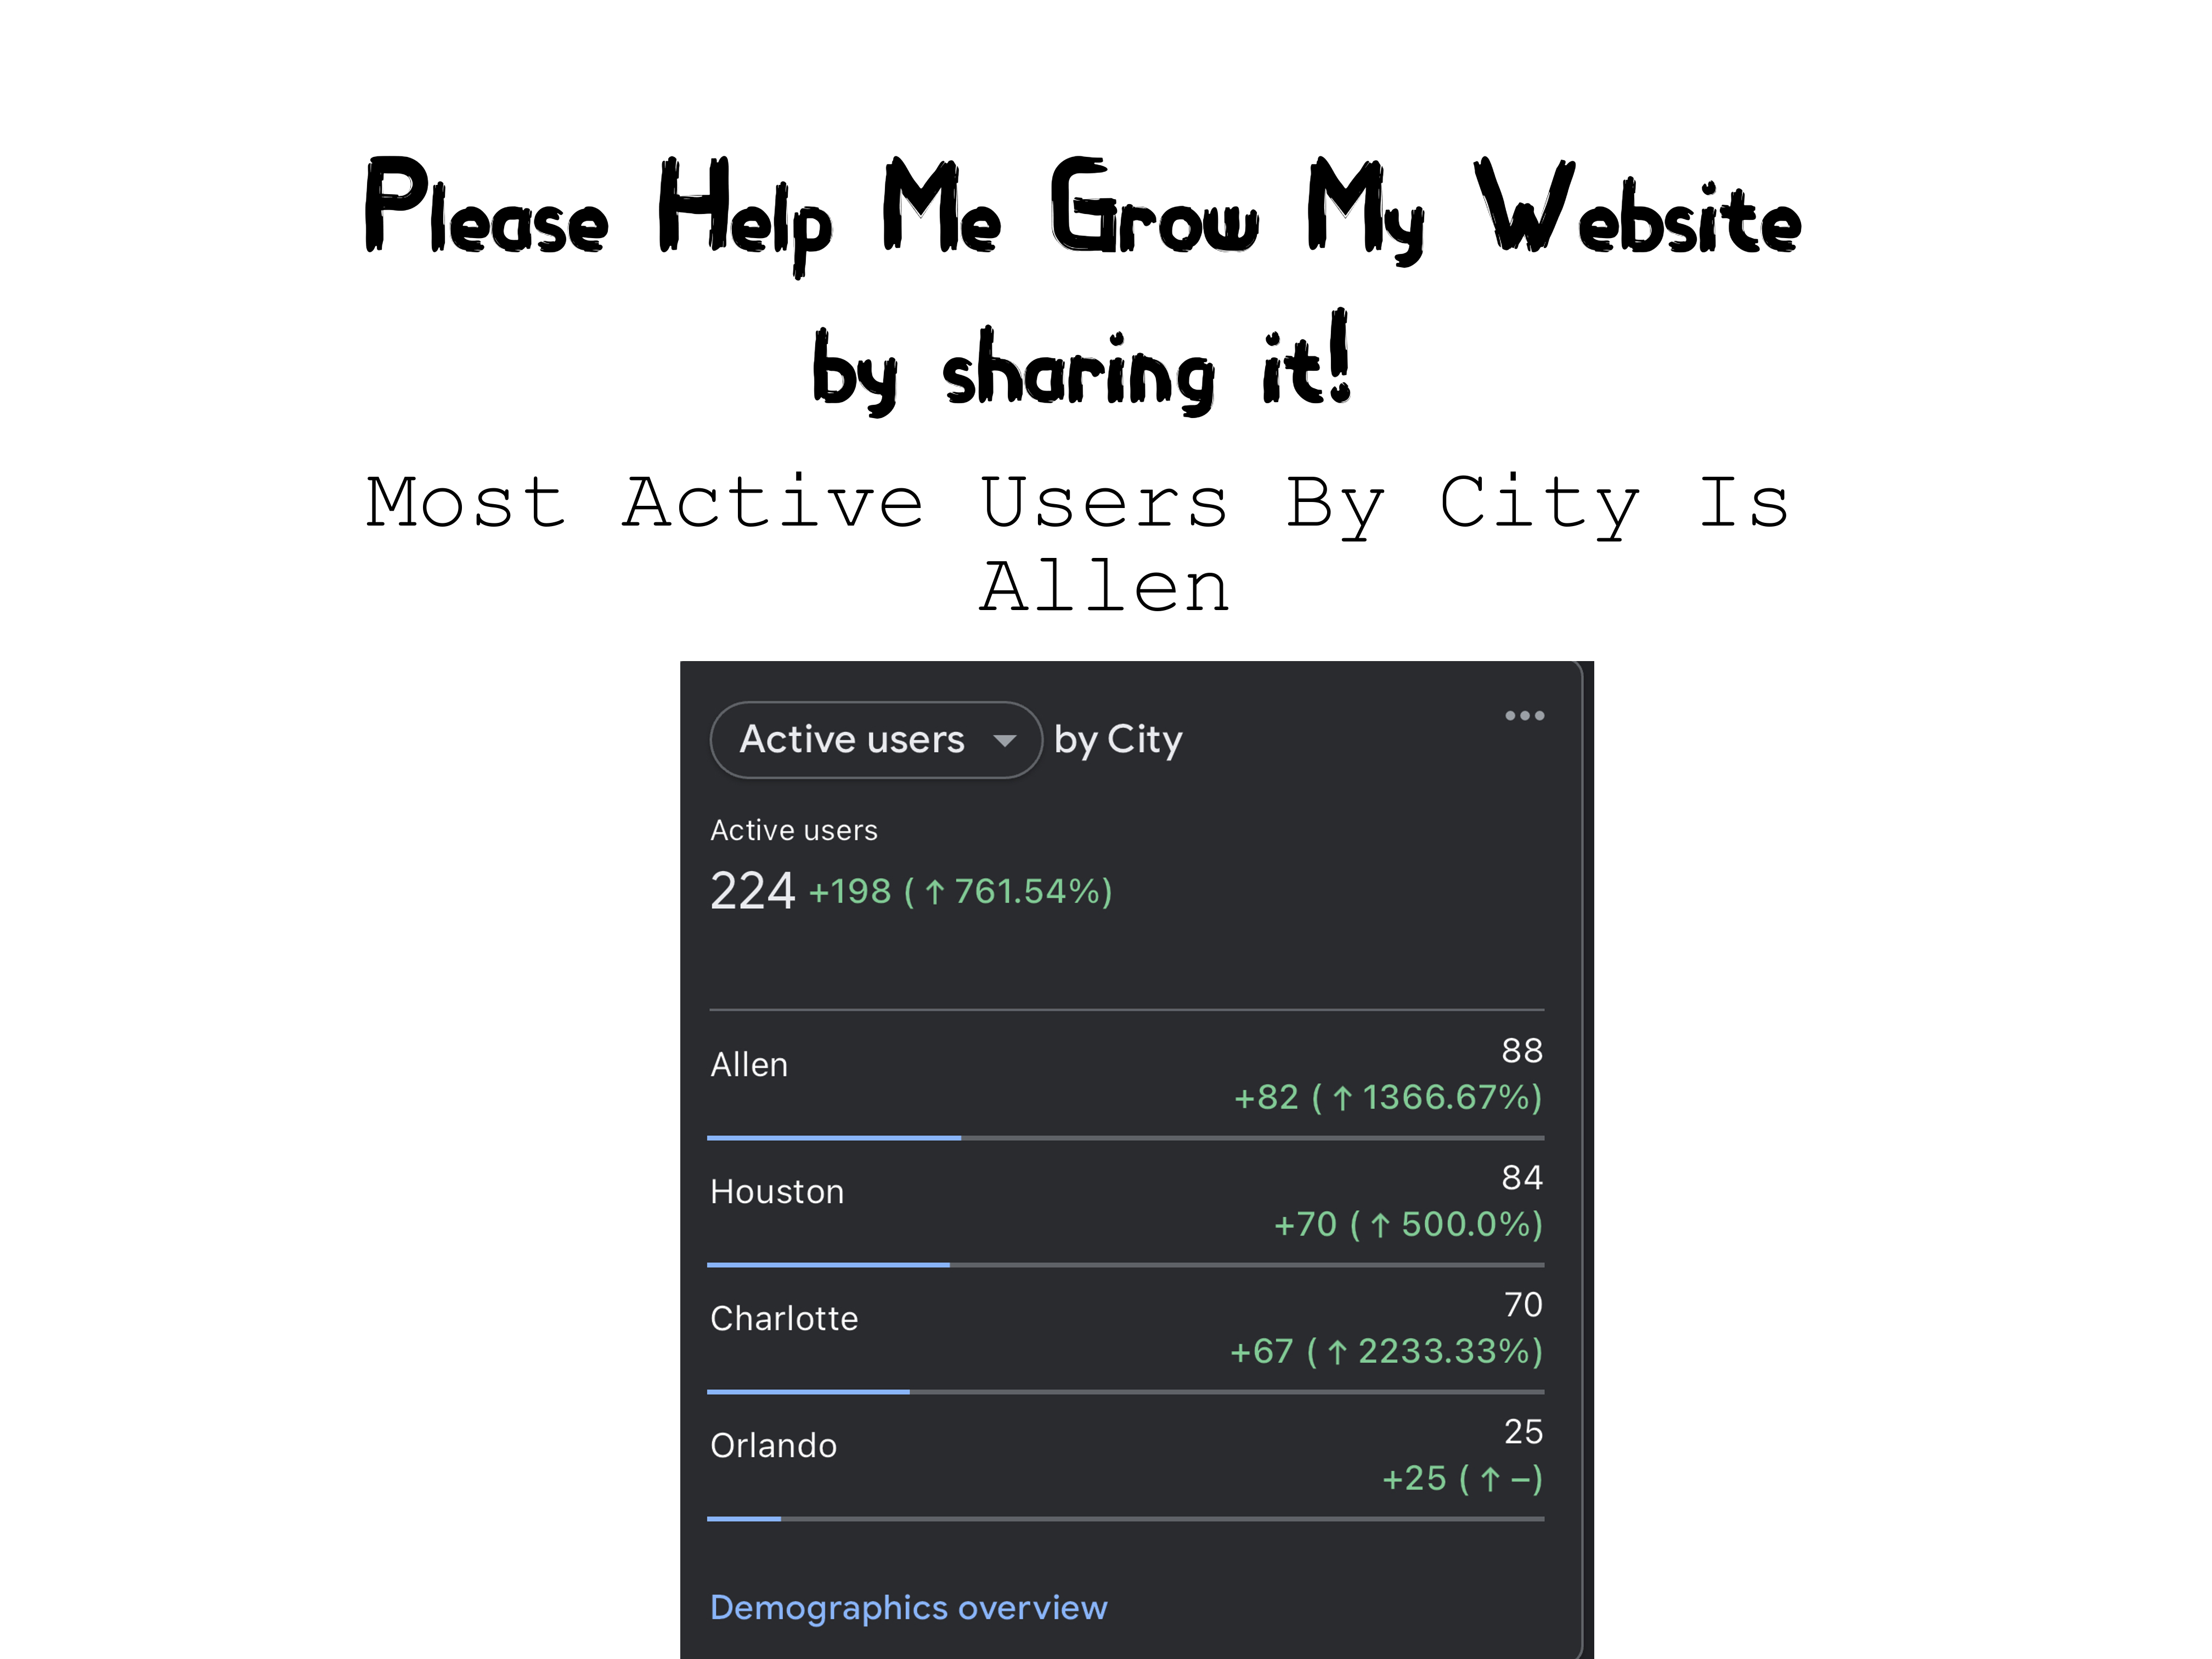 Please Help Me Grow My Website
by sharing it!
Most Active Users By City Is
Allen
Active users by City
Active users
224 +198 (↑761.54%)
Allen 88
+82 (↑1366.67%)
Houston 84
+70 (↑500.0%)
Charlotte 70
+67 (↑2233.33%)
Orlando 25
+25 (↑–)
Demographics overview